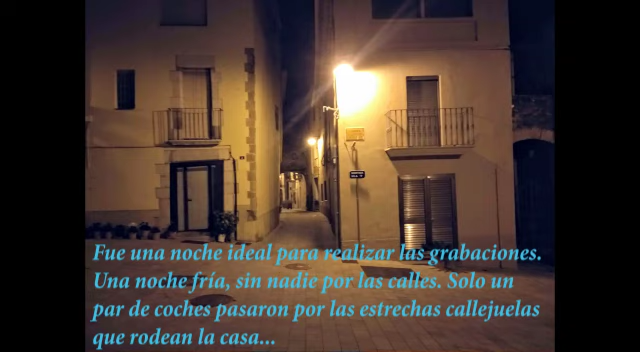 Fue una noche ideal para realizar las grabaciones.
Una noche fría, sin nadie por las calles. Solo un
par de coches pasaron por las estrechas callejuelas
que rodean la casa...